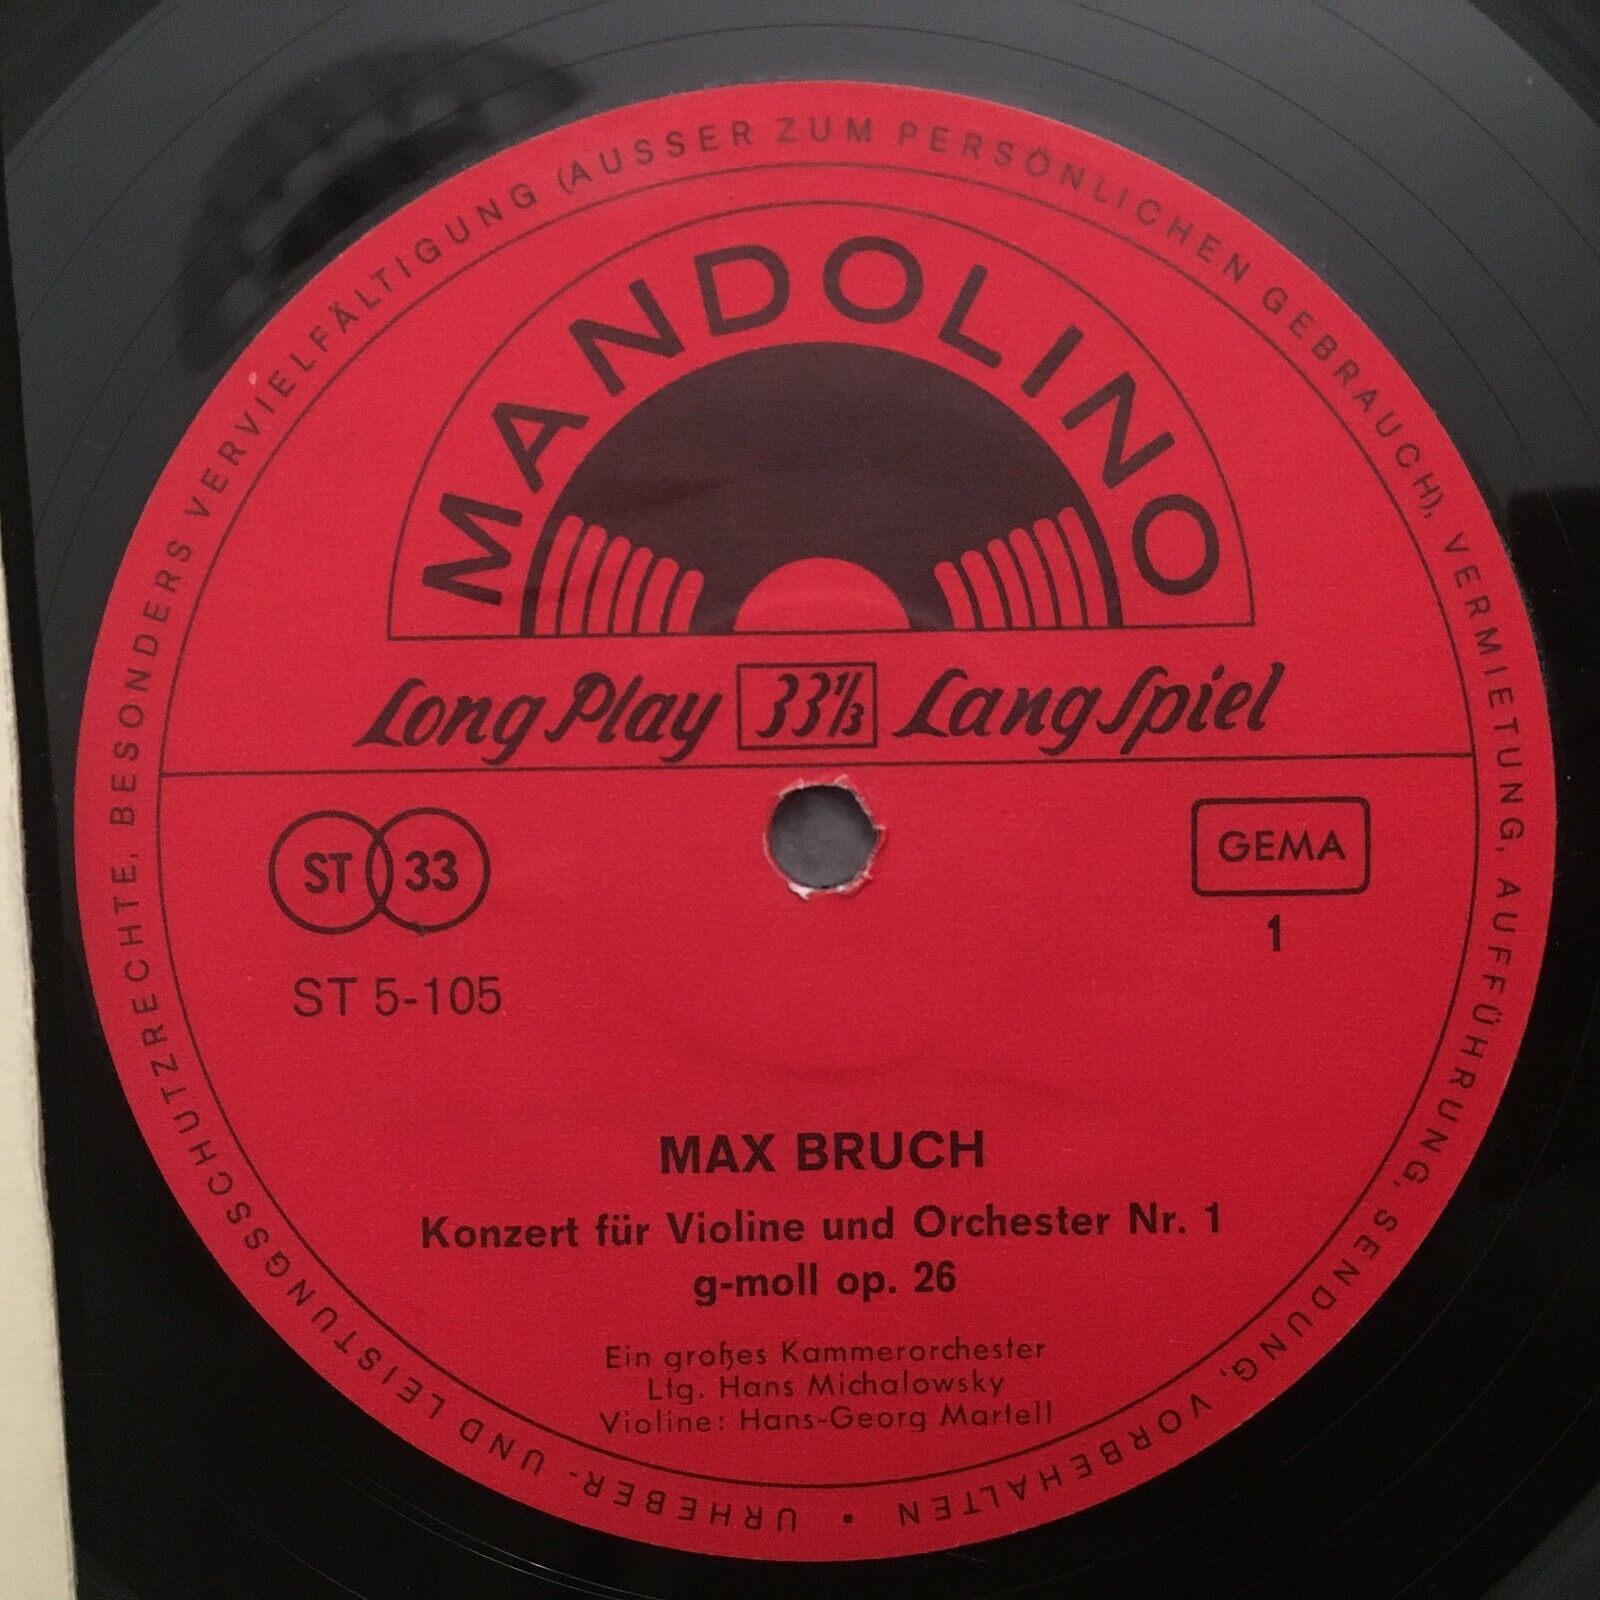 URHEBER- UND LEISTUNGSSCHUTZRECHTE, BESONDERS VERVIELFÄLTIGUNG (AUSSER ZUM PERSÖNLICHEN GEBRAUCH), VERMIETUNG, AUFFÜHRUNG, SENDUNG, VORBEHALTEN •
MANDOLINO
Long Play 33 1/3 Lang Spiel
ST 33
GEMA
1
ST 5-105
MAX BRUCH
Konzert für Violine und Orchester Nr. 1
g-moll op. 26
Ein großes Kammerorchester
Ltg. Hans Michalowsky
Violine: Hans-Georg Martell